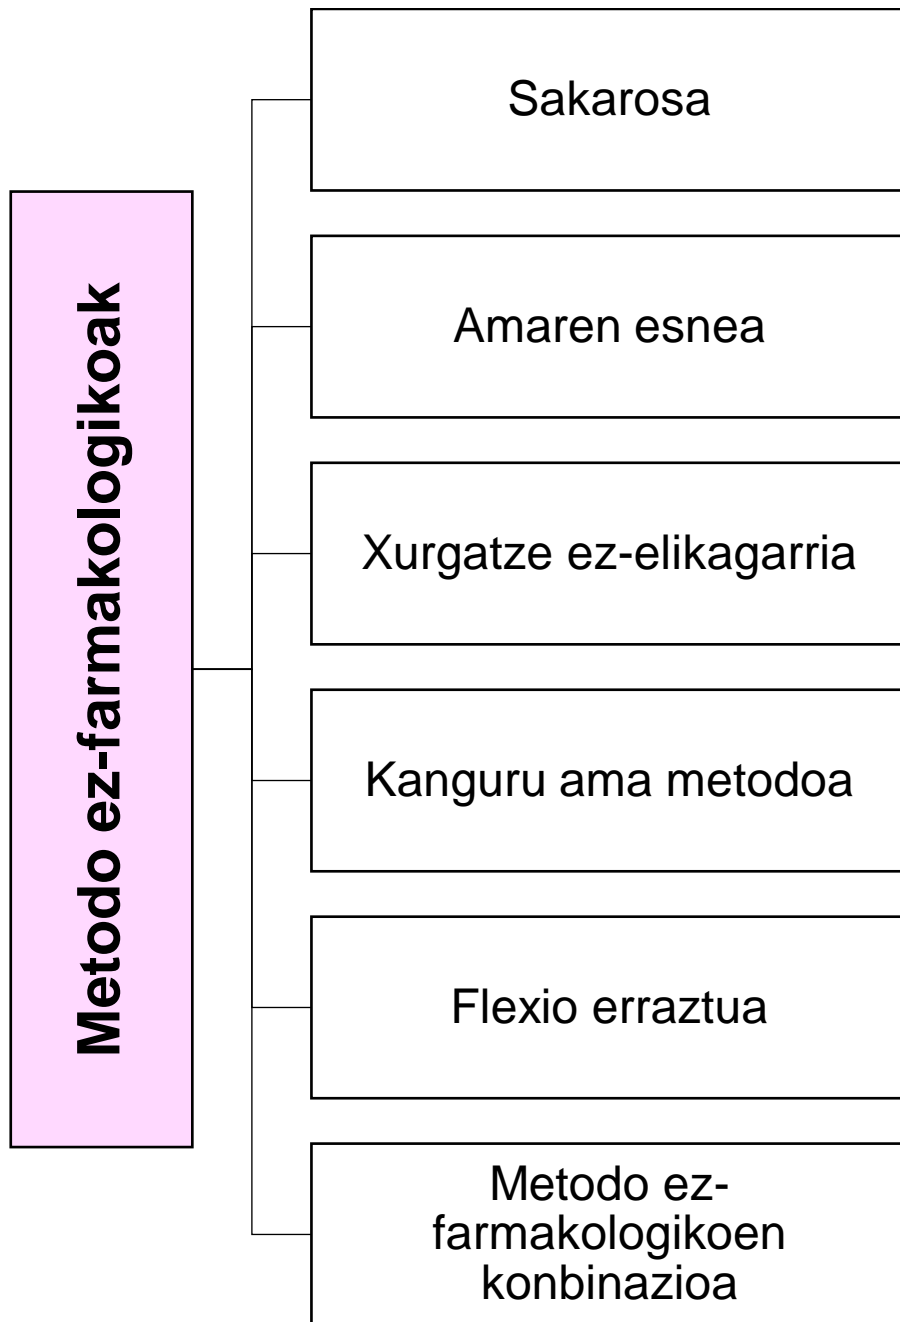 Metodo ez-farmakologikoak
Sakarosa
Amaren esnea
Xurgatze ez-elikagarria
Kanguru ama metodoa
Flexio erraztua
Metodo ez-
farmakologikoen
konbinazioa